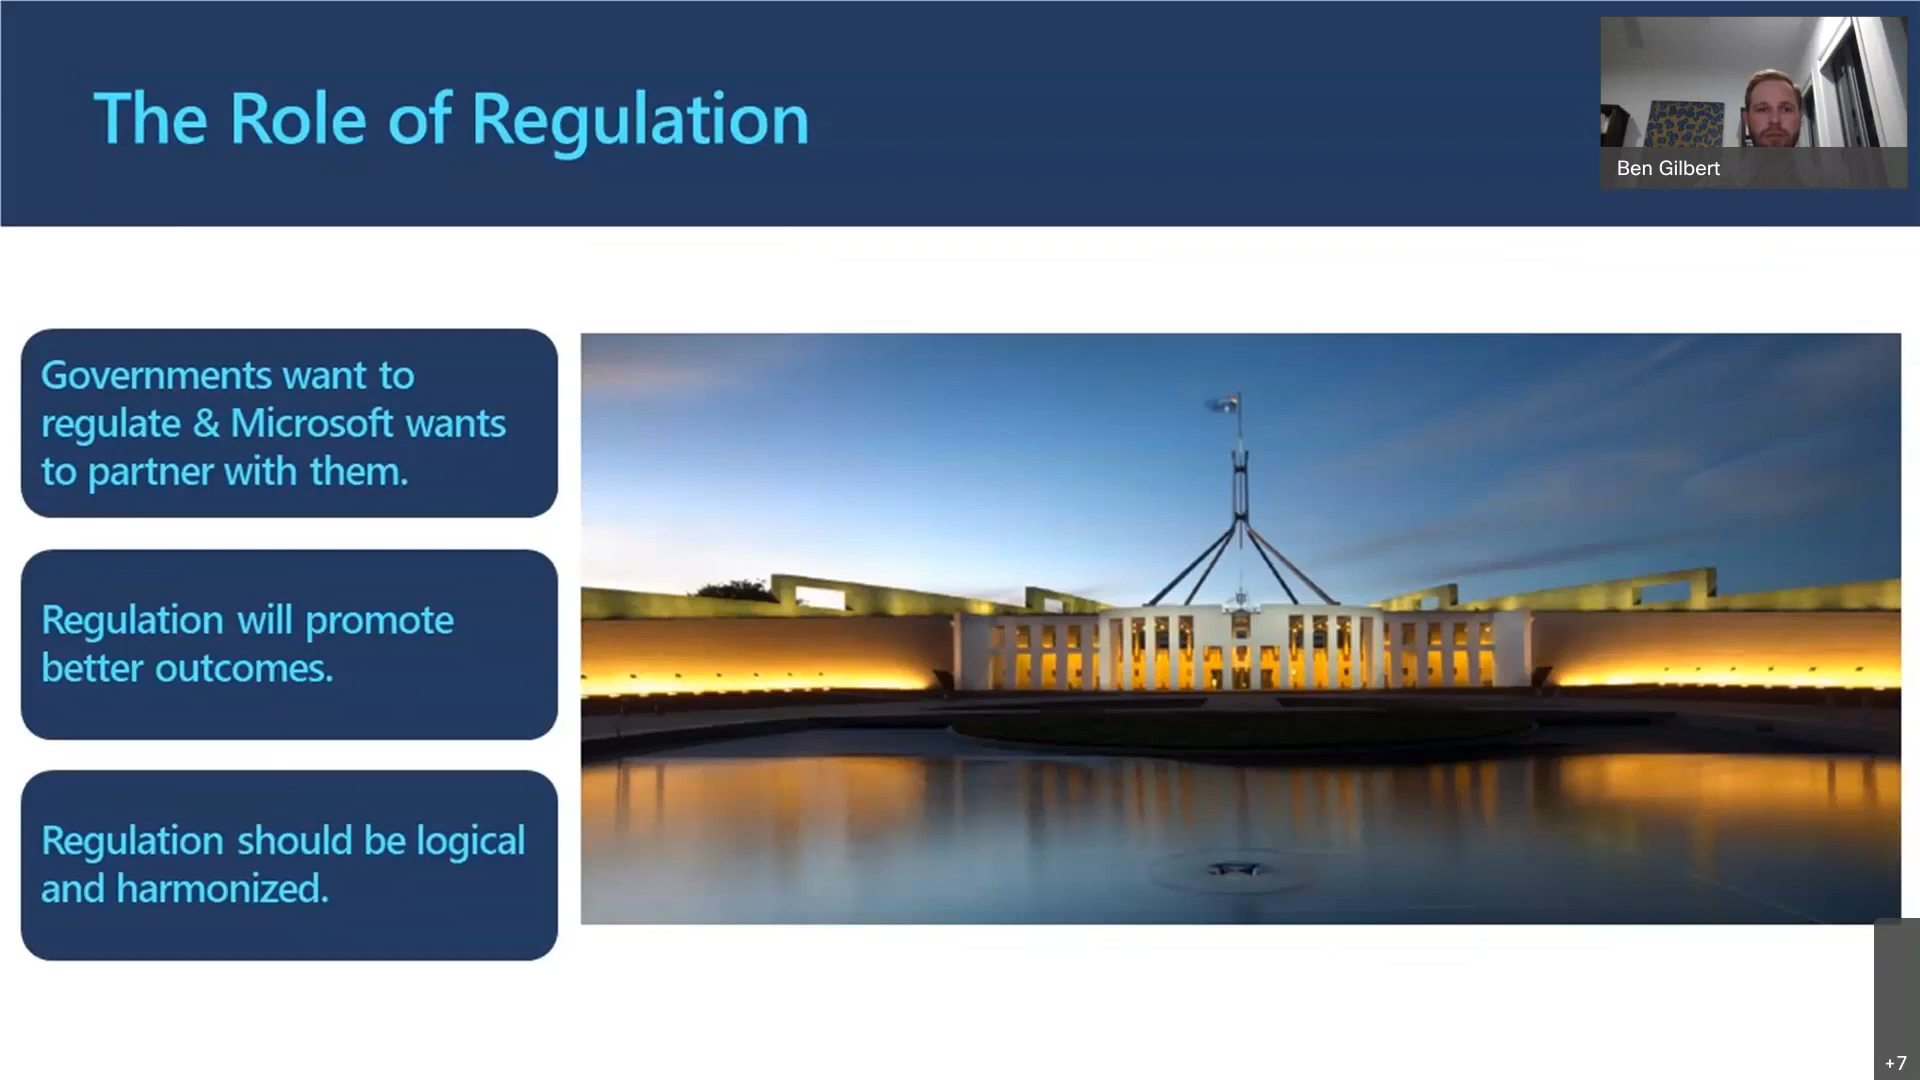 The Role of Regulation
Ben Gilbert
Governments want to
regulate & Microsoft wants
to partner with them.
Regulation will promote
better outcomes.
Regulation should be logical
and harmonized.
+7